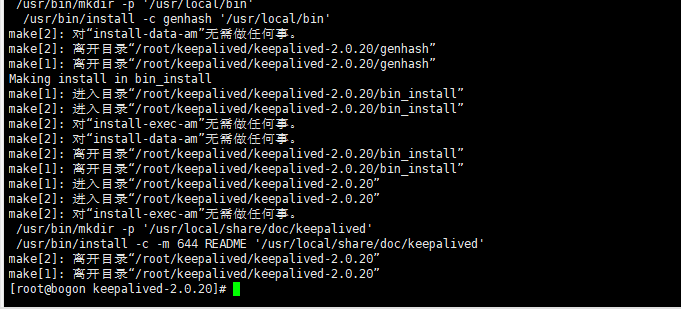 /usr/bin/mkdir -p '/usr/local/bin'
/usr/bin/install -c genhash '/usr/local/bin'
make[2]: 对“install-data-am”无需做任何事。
make[2]: 离开目录“/root/keepalived-2.0.20/genhash”
make[1]: 离开目录“/root/keepalived-2.0.20/genhash”
Making install in bin_install
make[1]: 进入目录“/root/keepalived-2.0.20/bin_install”
make[2]: 进入目录“/root/keepalived-2.0.20/bin_install”
make[2]: 对“install-exec-am”无需做任何事。
make[2]: 对“install-data-am”无需做任何事。
make[2]: 离开目录“/root/keepalived-2.0.20/bin_install”
make[1]: 离开目录“/root/keepalived-2.0.20/bin_install”
make[1]: 进入目录“/root/keepalived-2.0.20”
make[2]: 进入目录“/root/keepalived-2.0.20”
make[2]: 对“install-exec-am”无需做任何事。
/usr/bin/mkdir -p '/usr/local/share/doc/keepalived'
/usr/bin/install -c -m 644 README '/usr/local/share/doc/keepalived'
make[2]: 离开目录“/root/keepalived-2.0.20”
make[1]: 离开目录“/root/keepalived-2.0.20”
[root@bogon keepalived-2.0.20]#